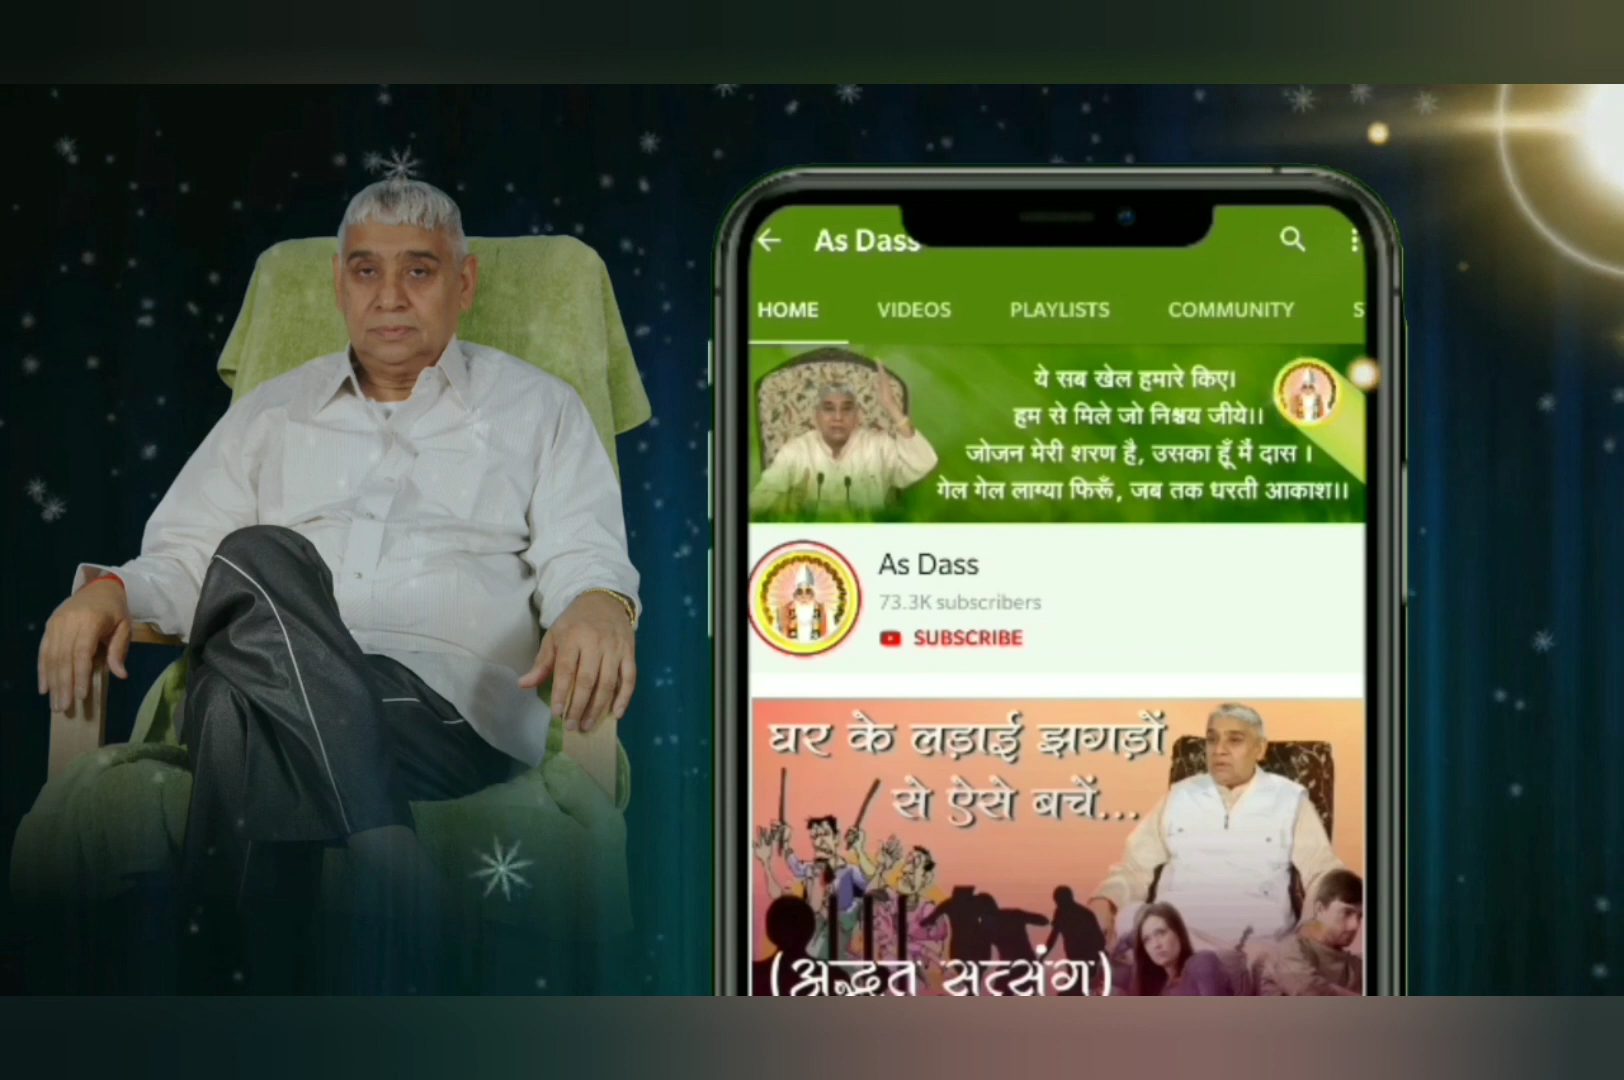 As Dass
HOME VIDEOS PLAYLISTS COMMUNITY S
ये सब खेल हमारे किए।
हम से मिले जो निश्चय जीये।।
जोजन मेरी शरण है, उसका हूँ मैं दास ।
गेल गेल लाग्या फिरूँ, जब तक धरती आकाश।।
As Dass
73.3K subscribers
SUBSCRIBE
घर के लड़ाई झगड़ों
से ऐसे बचें...
(अद्भुत सत्संग)